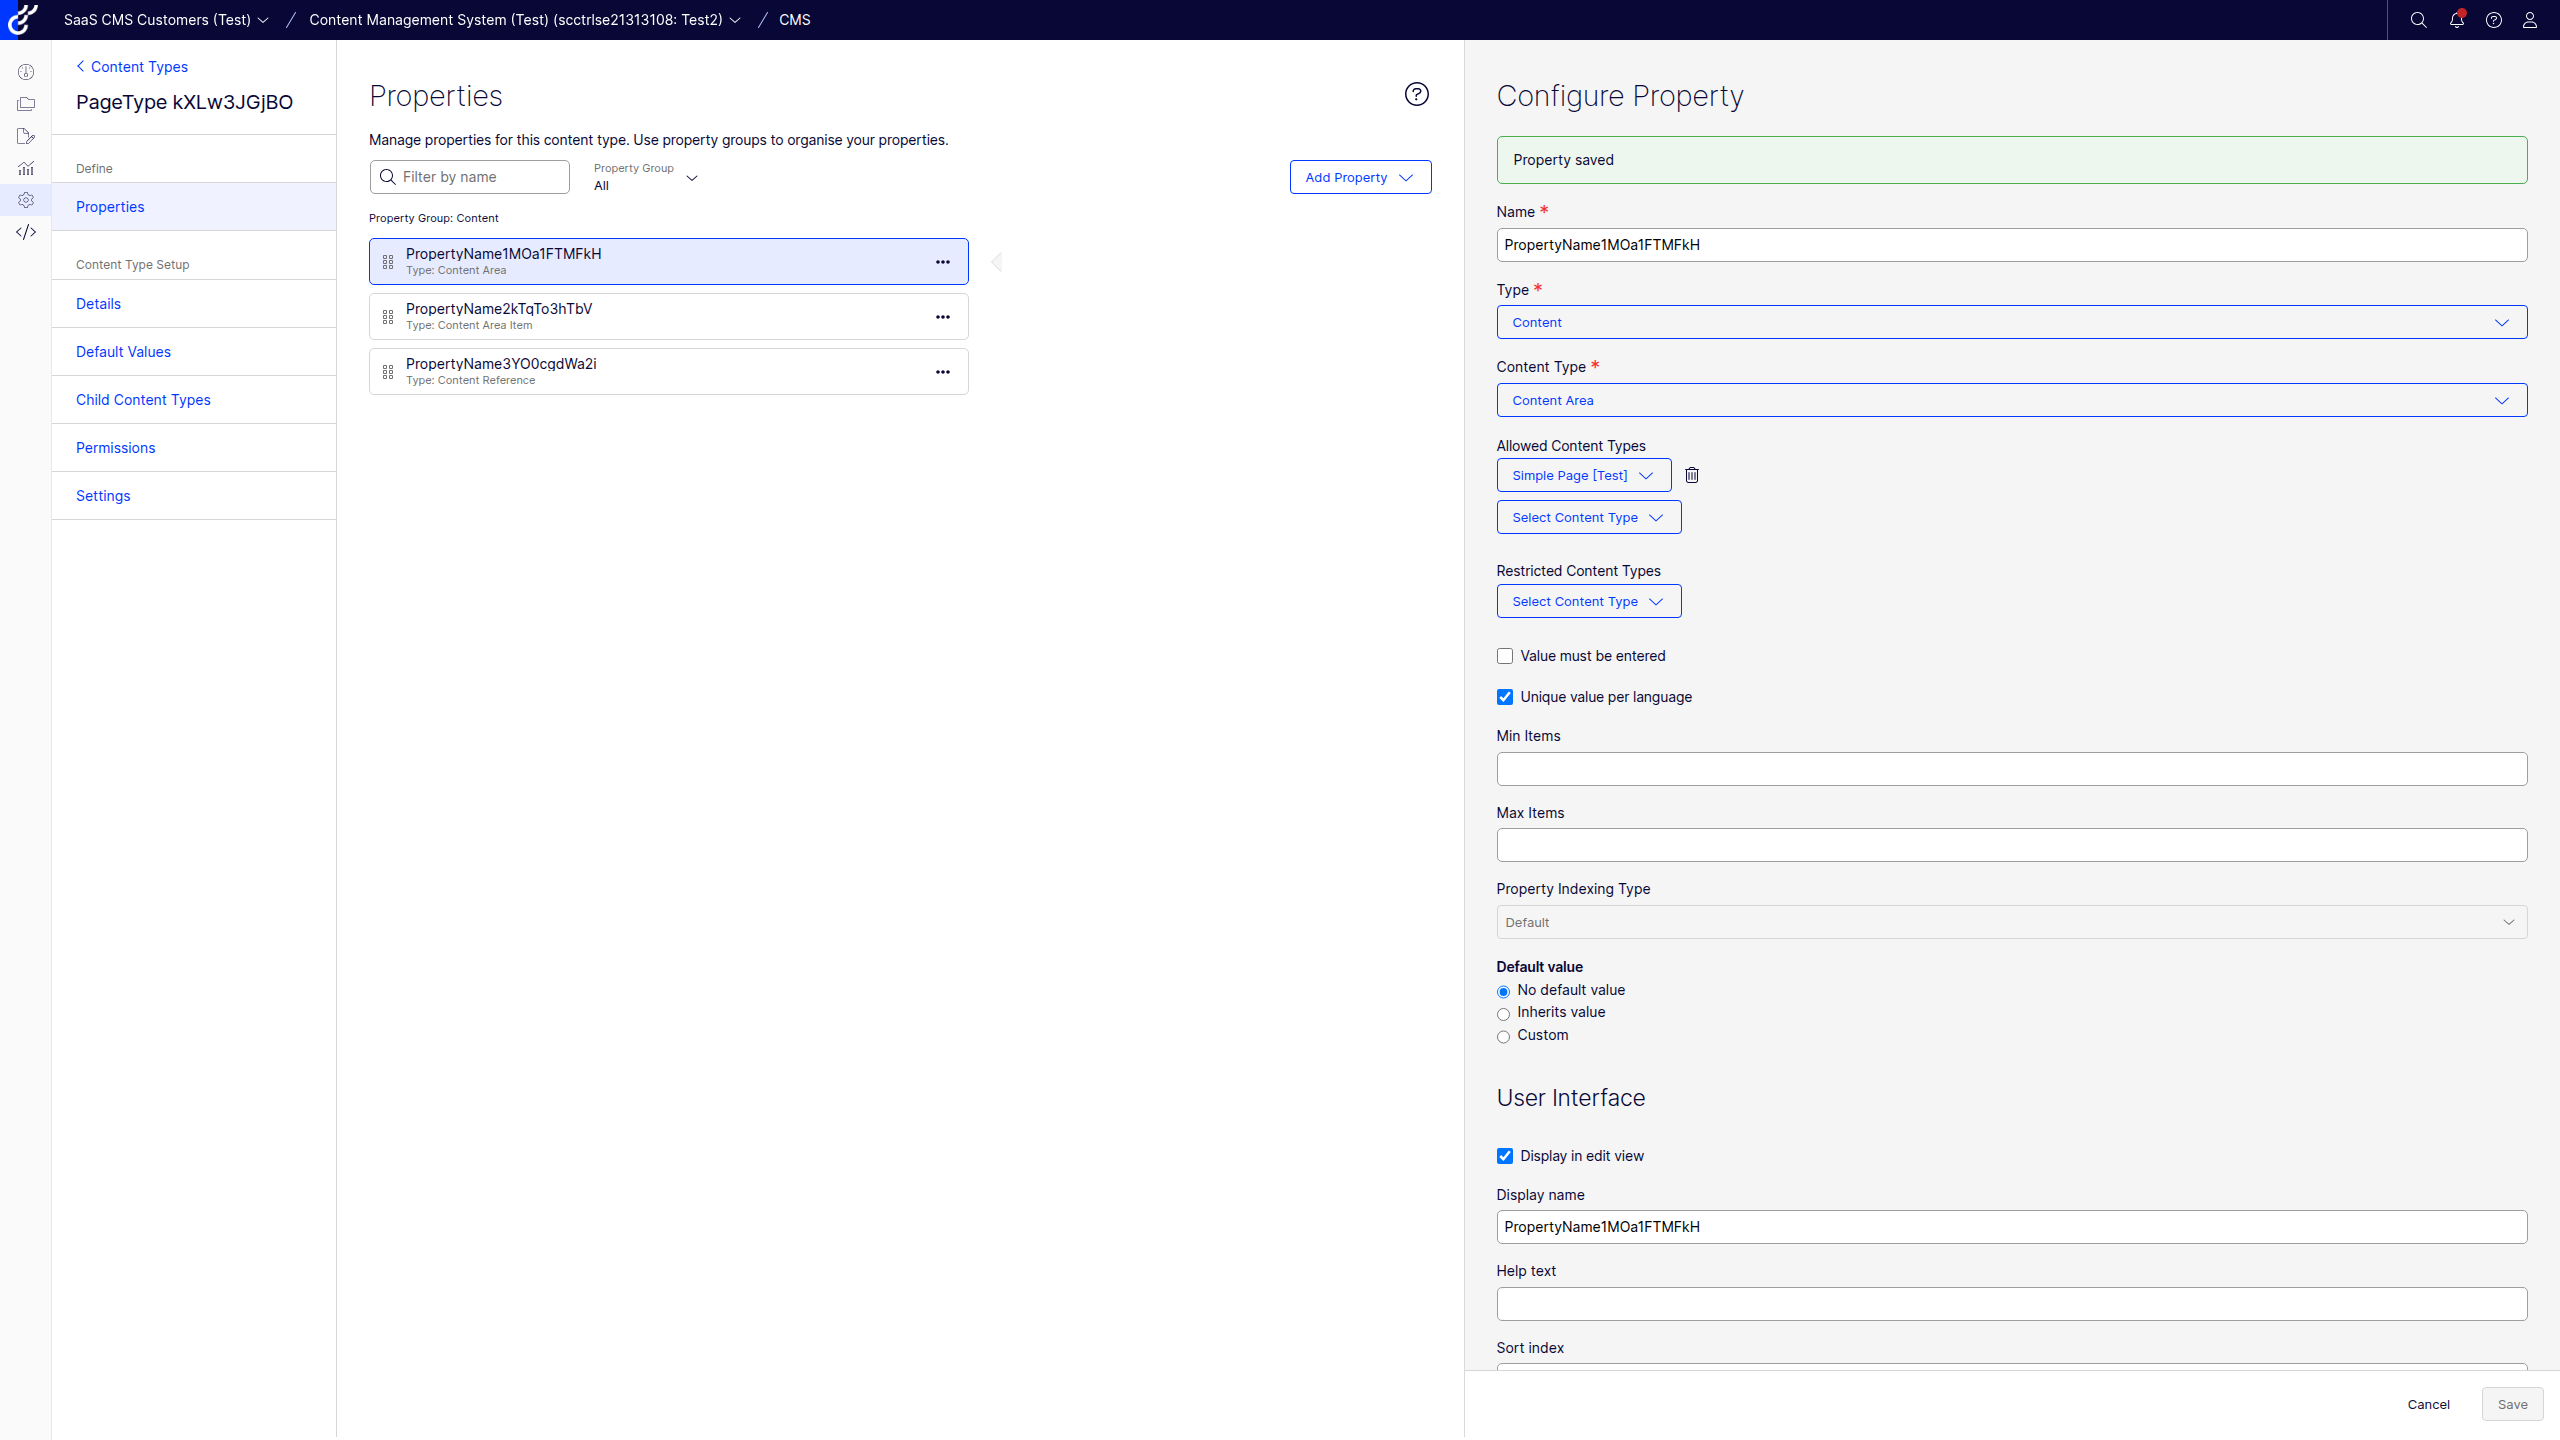 SaaS CMS Customers (Test) / Content Management System (Test) (scctrlse21313108: Test2) / CMS
Content Types
PageType kXLw3JGjBO
Define
Properties
Content Type Setup
Details
Default Values
Child Content Types
Permissions
Settings
Properties
Manage properties for this content type. Use property groups to organise your properties.
Filter by name
Property Group
All
Add Property
Property Group: Content
PropertyName1MOa1FTMFkH
Type: Content Area
PropertyName2kTqTo3hTbV
Type: Content Area Item
PropertyName3YO0cgdWa2i
Type: Content Reference
Configure Property
Property saved
Name *
PropertyName1MOa1FTMFkH
Type *
Content
Content Type *
Content Area
Allowed Content Types
Simple Page [Test]
Select Content Type
Restricted Content Types
Select Content Type
Value must be entered
Unique value per language
Min Items
Max Items
Property Indexing Type
Default
Default value
No default value
Inherits value
Custom
User Interface
Display in edit view
Display name
PropertyName1MOa1FTMFkH
Help text
Sort index
Cancel
Save